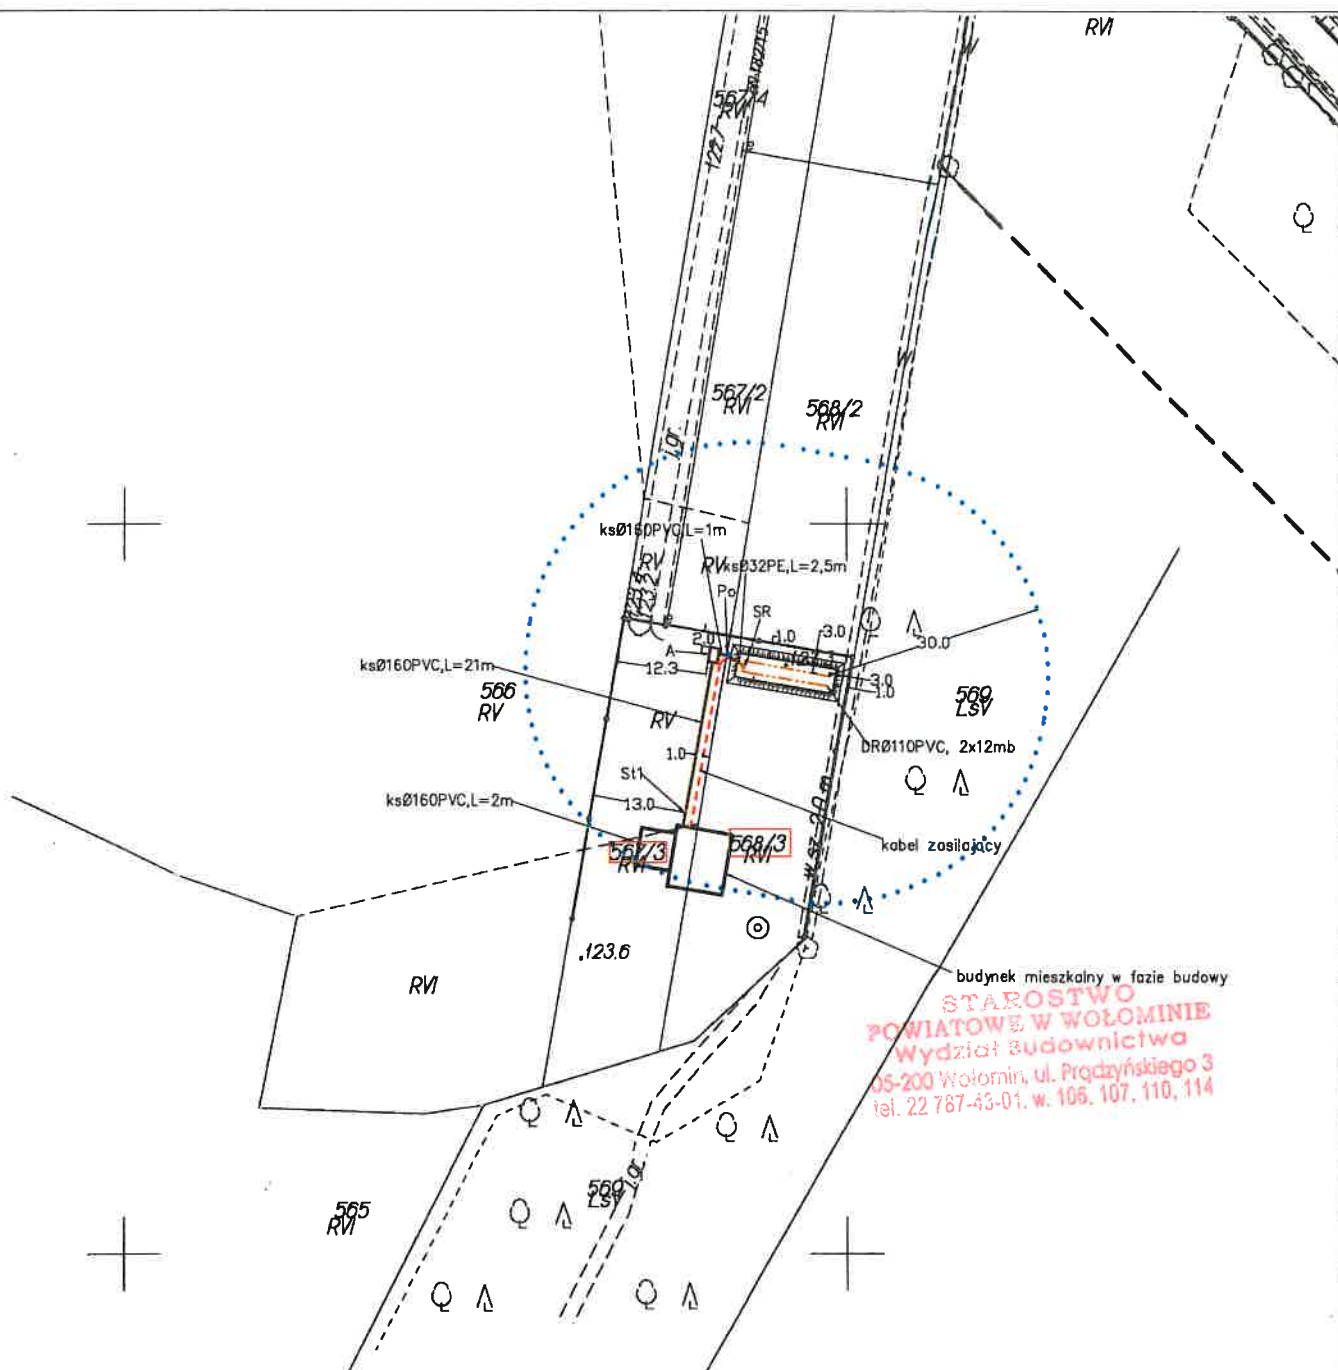 RVI
W
122.7
567/2
RVI
568/2
RVI
W
j.gr.
ksØ160PVC,L=1m
RV
RV
ksØ32PE,L=2,5m
Po
SR
2.0
1.0
3.0
30.0
A
12.3
ksØ160PVC,L=21m
566
RV
RV
3.0
1.0
569
LsV
DRØ110PVC, 2x12mb
1.0
St1
13.0
ksØ160PVC,L=2m
kabel zasilający
567/3
RVI
568/3
RVI
.123.6
RVI
budynek mieszkalny w fazie budowy
STAROSTWO
POWIATOWE W WOŁOMINIE
Wydział Budownictwa
05-200 Wołomin, ul. Prądzyńskiego 3
tel. 22 787-43-01, w. 106, 107, 110, 114
569
LsV
j.gr.
565
RVI